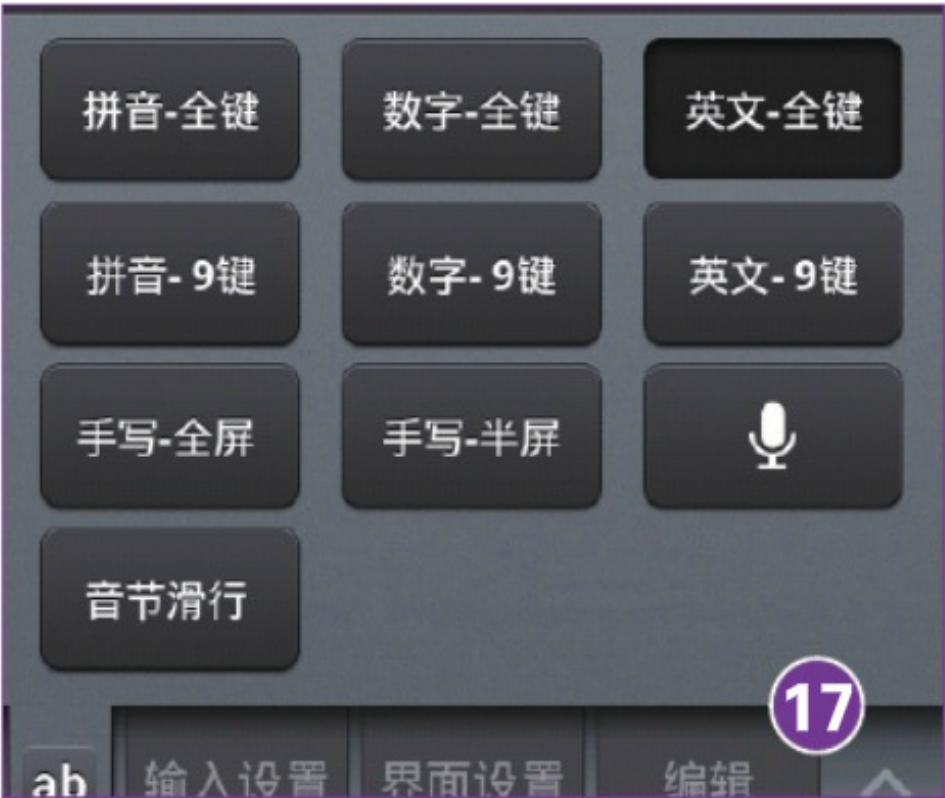 拼音-全键
数字-全键
英文-全键
拼音- 9键
数字- 9键
英文- 9键
手写-全屏
手写-半屏
音节滑行
17
ab
输入设置
界面设置
编辑